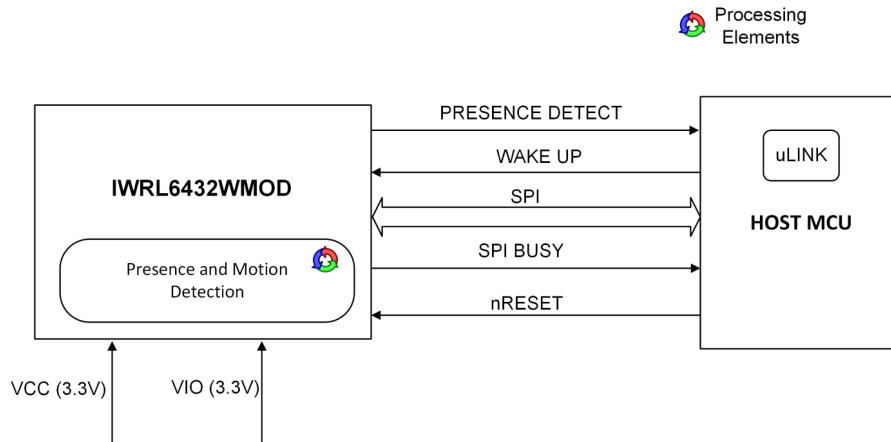 Processing
Elements
PRESENCE DETECT
WAKE UP
uLINK
IWRL6432WMOD
SPI
HOST MCU
SPI BUSY
Presence and Motion
Detection
nRESET
VCC (3.3V)
VIO (3.3V)